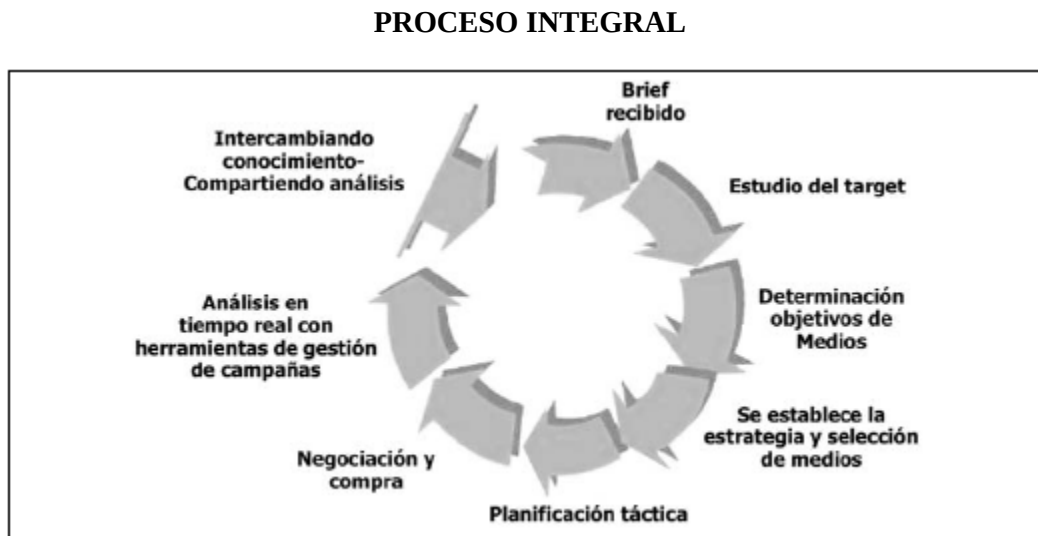 PROCESO INTEGRAL
Brief
recibido
Estudio del target
Determinación
objetivos de
Medios
Se establece la
estrategia y selección
de medios
Planificación táctica
Negociación y
compra
Análisis en
tiempo real con
herramientas de gestión
de campañas
Intercambiando
conocimiento-
Compartiendo análisis